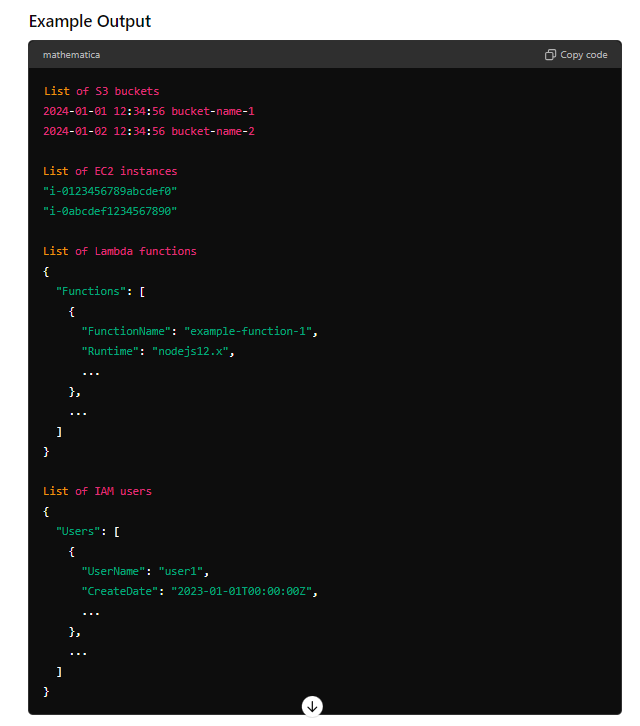 Example Output
mathematica
Copy code
List of S3 buckets
2024-01-01 12:34:56 bucket-name-1
2024-01-02 12:34:56 bucket-name-2
List of EC2 instances
"i-0123456789abcdef0"
"i-0abcdef1234567890"
List of Lambda functions
{
  "Functions": [
    {
      "FunctionName": "example-function-1",
      "Runtime": "nodejs12.x",
      ...
    },
    ...
  ]
}
List of IAM users
{
  "Users": [
    {
      "UserName": "user1",
      "CreateDate": "2023-01-01T00:00:00Z",
      ...
    },
    ...
  ]
}